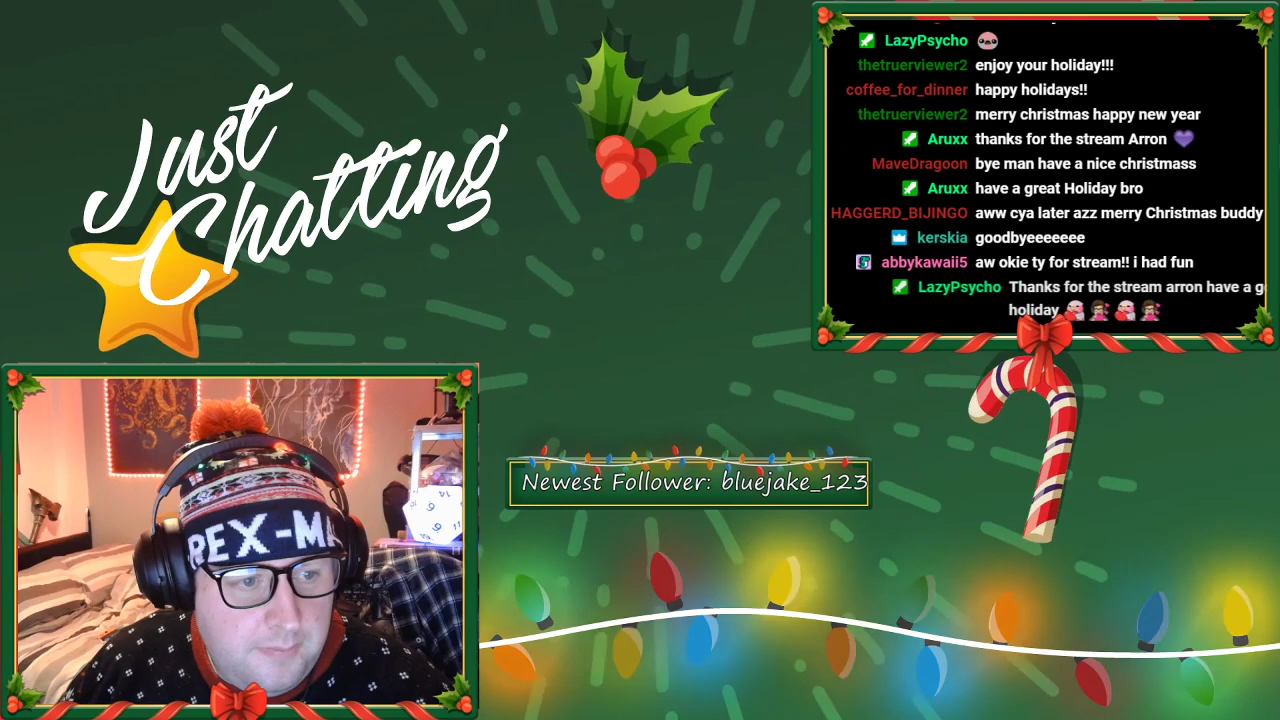 Just
Chatting
LazyPsycho
thetruerviewer2 enjoy your holiday!!!
coffee_for_dinner happy holidays!!
thetruerviewer2 merry christmas happy new year
Aruxx thanks for the stream Arron
MaveDragoon bye man have a nice christmass
Aruxx have a great Holiday bro
HAGGERD_BIJINGO aww cya later azz merry Christmas buddy
kerskia goodbyeeeeeee
abbykawaii5 aw okie ty for stream!! i had fun
LazyPsycho Thanks for the stream arron have a g
holiday
REX-MA
Newest Follower: bluejake_123